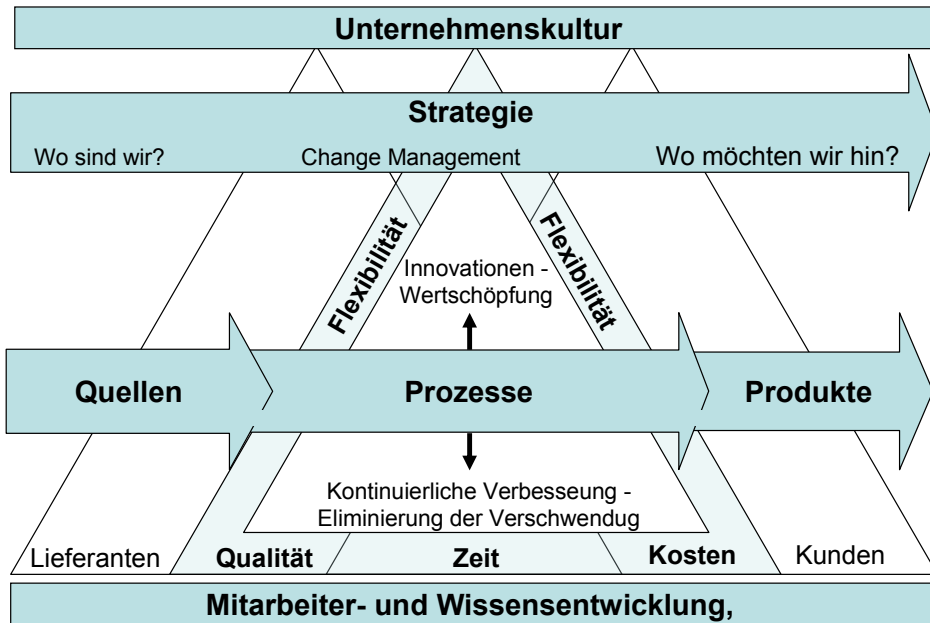 Unternehmenskultur
Strategie
Wo sind wir?
Change Management
Wo möchten wir hin?
Flexibilität
Flexibilität
Innovationen -
Wertschöpfung
Quellen
Prozesse
Produkte
Kontinuierliche Verbesseung -
Eliminierung der Verschwendug
Lieferanten
Qualität
Zeit
Kosten
Kunden
Mitarbeiter- und Wissensentwicklung,